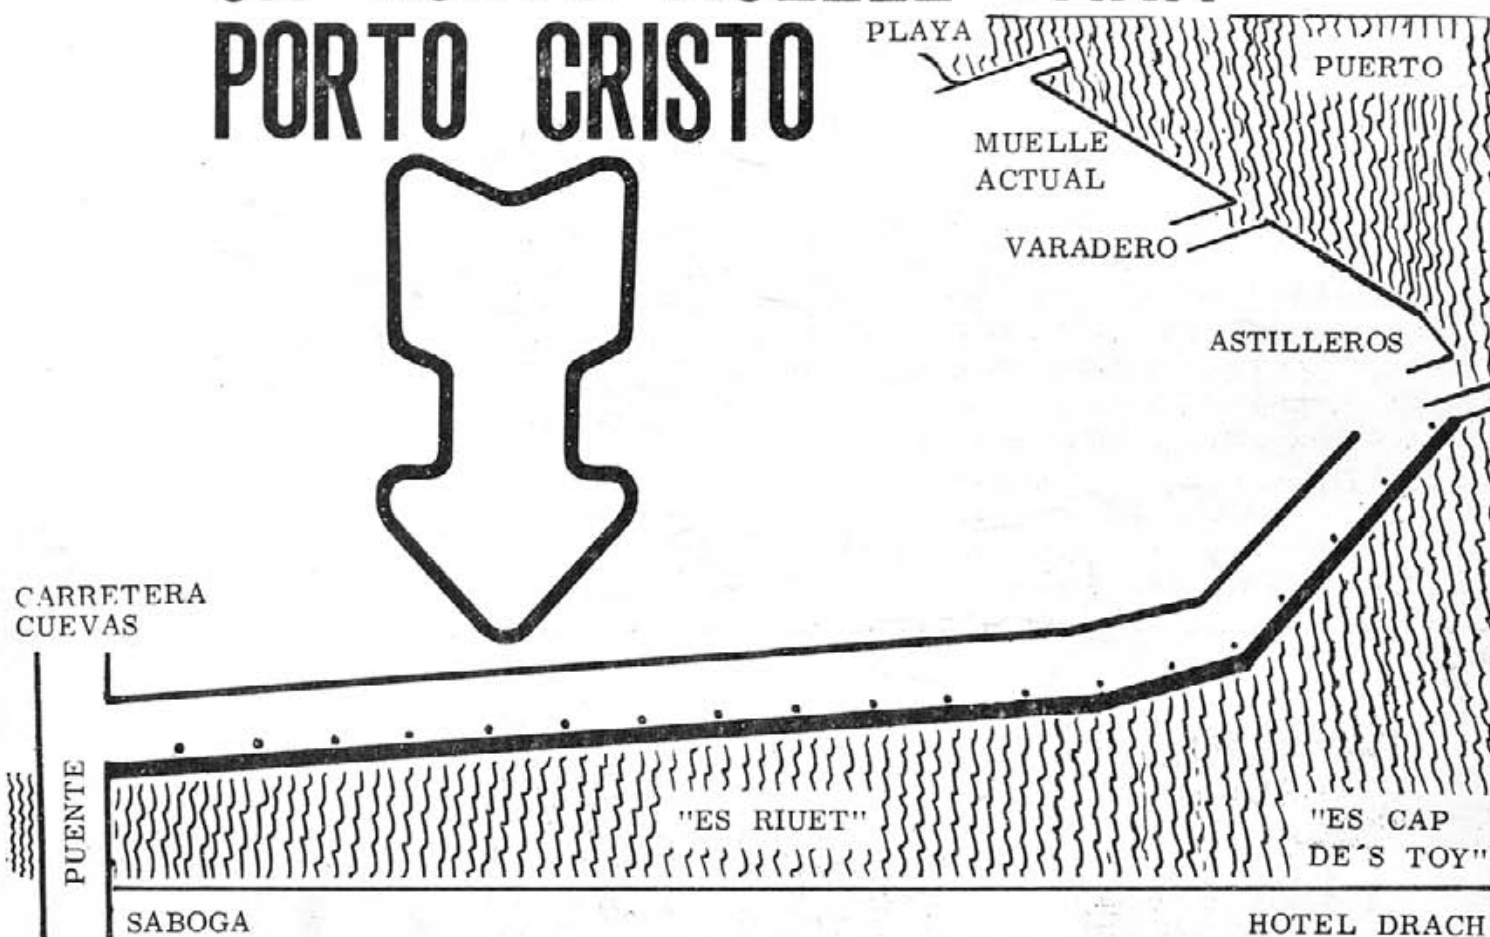 PORTO CRISTO
PLAYA
PUERTO
MUELLE
ACTUAL
VARADERO
ASTILLEROS
CARRETERA
CUEVAS
PUENTE
"ES RIUET"
"ES CAP
DE´S TOY"
SABOGA
HOTEL DRACH